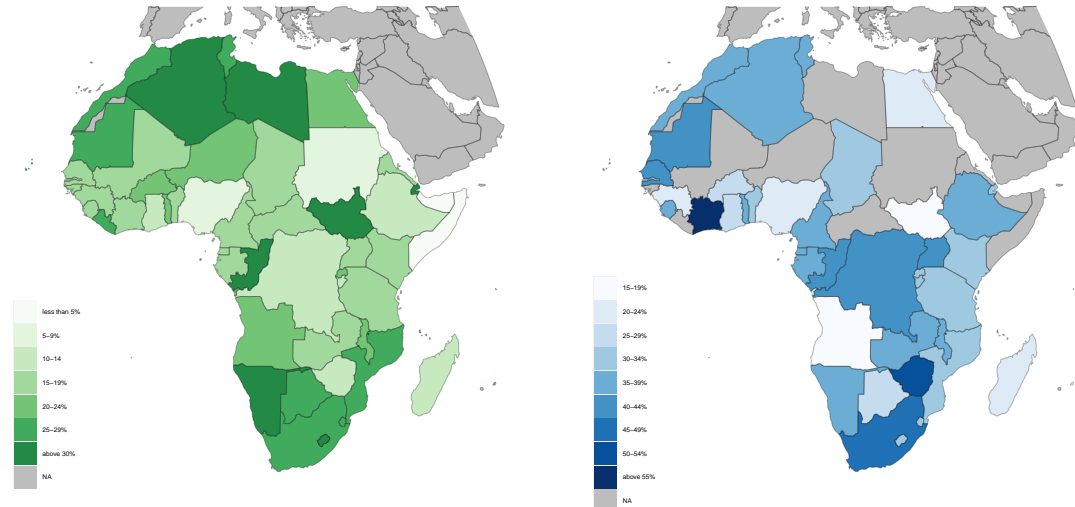 less than 5%
5–9%
10–14
15–19%
20–24%
25–29%
above 30%
NA
15–19%
20–24%
25–29%
30–34%
35–39%
40–44%
45–49%
50–54%
above 55%
NA